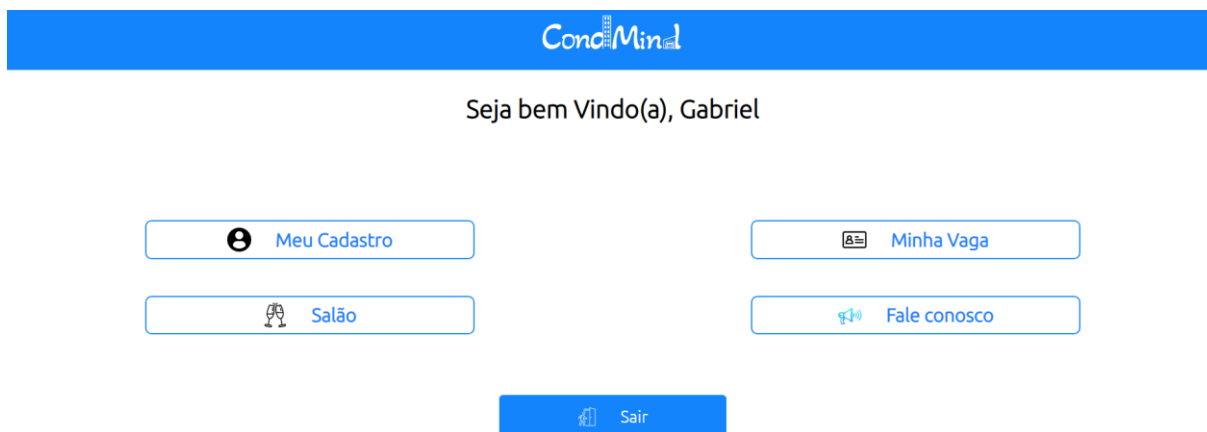 CondMind
Seja bem Vindo(a), Gabriel
Meu Cadastro
Minha Vaga
Salão
Fale conosco
Sair